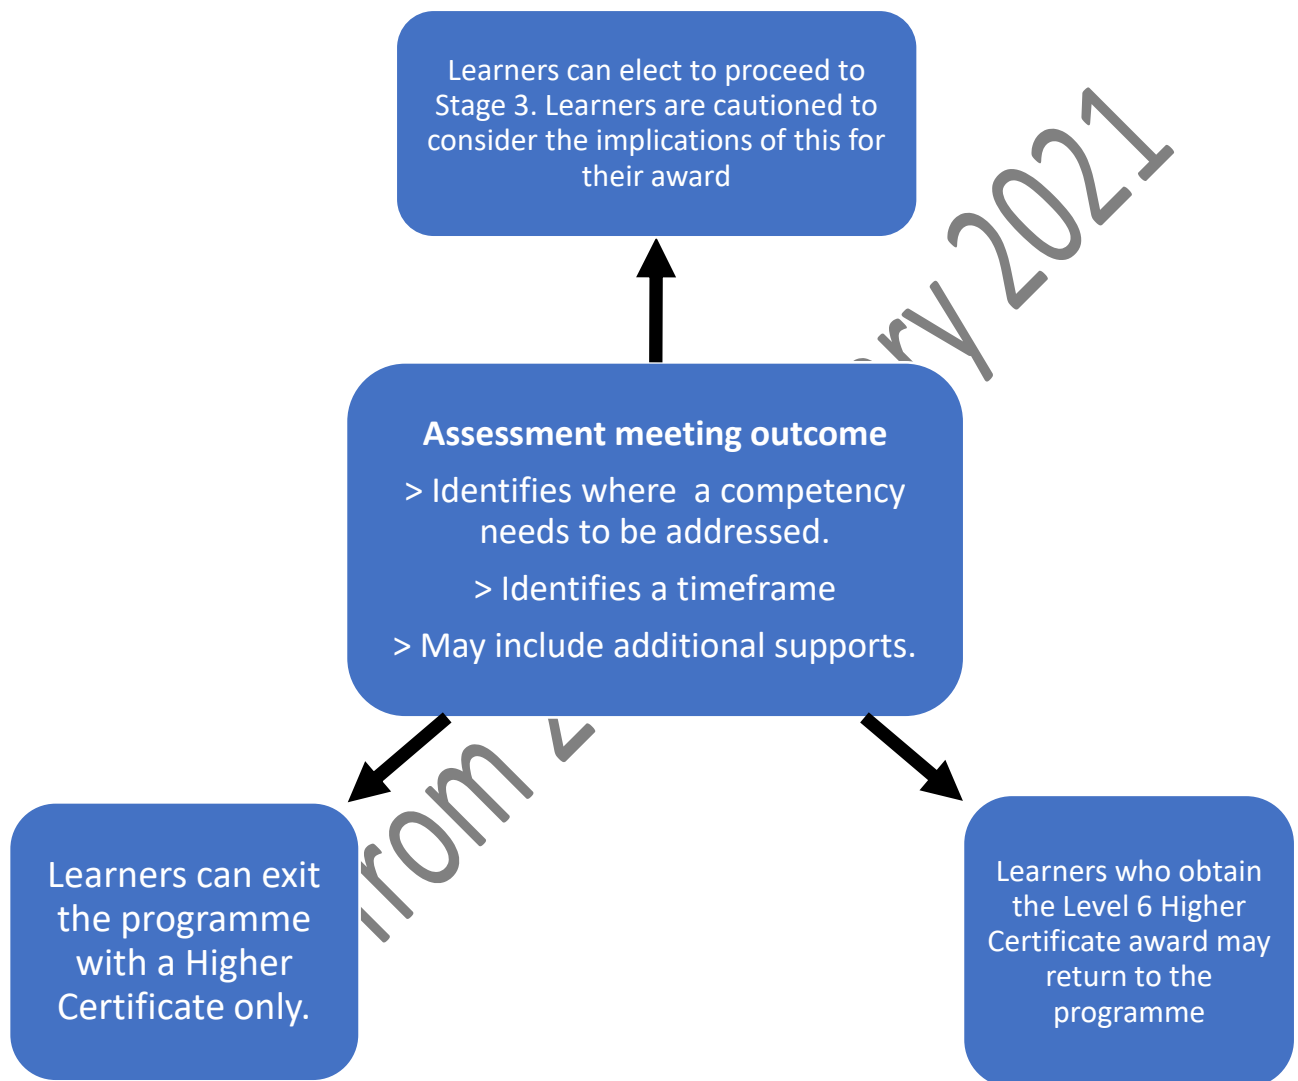 Learners can elect to proceed to
Stage 3. Learners are cautioned to
consider the implications of this for
their award
2021
Assessment meeting outcome
> Identifies where a competency
needs to be addressed.
> Identifies a timeframe
> May include additional supports.
from
Learners can exit
the programme
with a Higher
Certificate only.
Learners who obtain
the Level 6 Higher
Certificate award may
return to the
programme